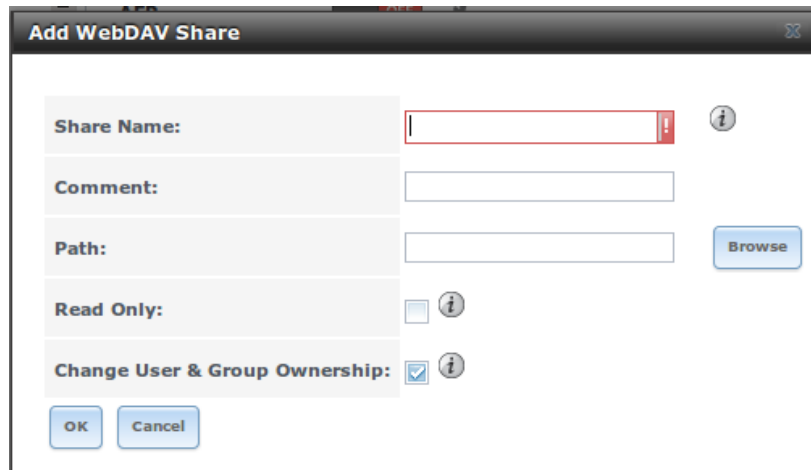 Add WebDAV Share
Share Name:
Comment:
Path:
Browse
Read Only:
Change User & Group Ownership:
OK
Cancel